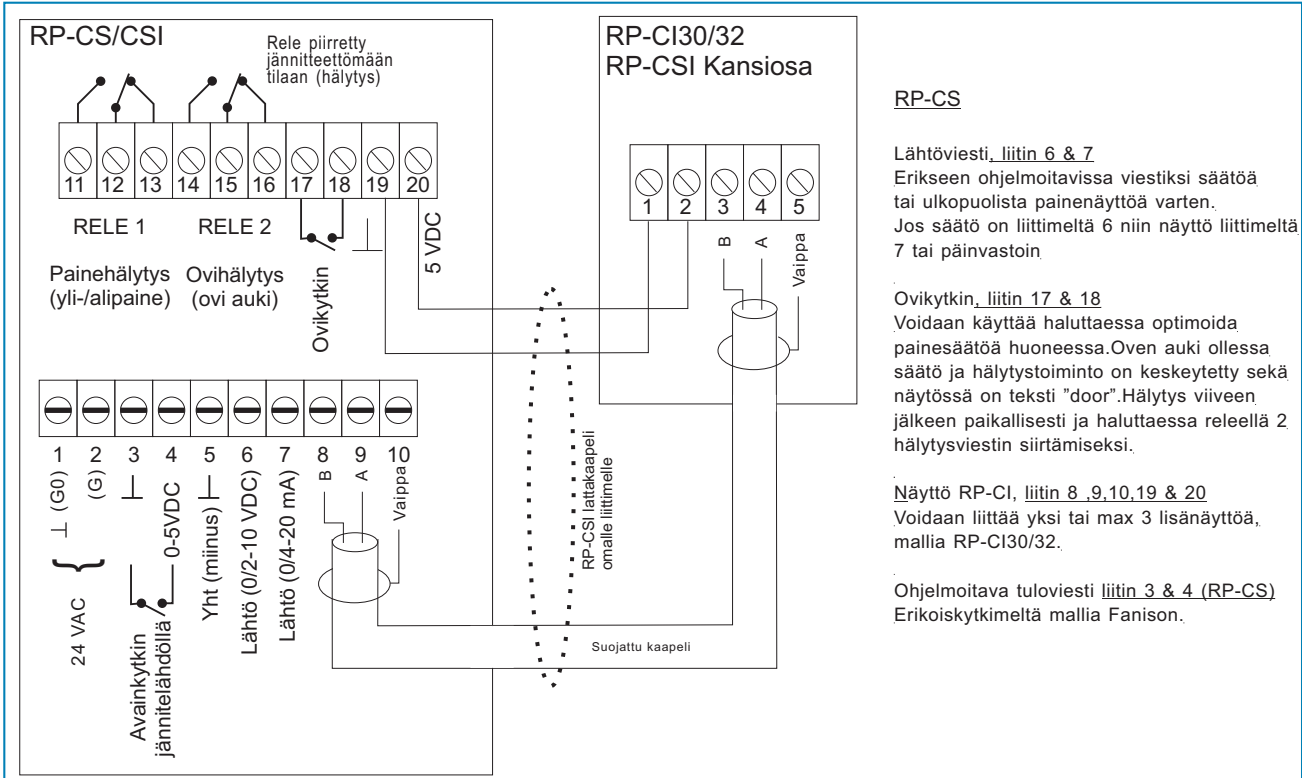 RP-CS/CSI
Rele piirretty
jännitteettömään
tilaan (hälytys)
11 12 13 14 15 16 17 18 19 20
RELE 1 RELE 2
Painehälytys
(yli-/alipaine)
Ovihälytys
(ovi auki)
Ovikytkin
5 VDC
1 2 3 4 5 6 7 8 9 10
(G0)
(G)
24 VAC
Avainkytkin
jännitelähdöllä
0-5VDC
Yht (miinus)
Lähtö (0/2-10 VDC)
Lähtö (0/4-20 mA)
B
A
Vaippa
RP-CSI lattakaapeli
omalle liittimelle
Suojattu kaapeli
RP-CI30/32
RP-CSI Kansiosa
1 2 3 4 5
B
A
Vaippa
RP-CS
Lähtöviesti, liitin 6 & 7
Erikseen ohjelmoitavissa viestiksi säätöä
tai ulkopuolista painenäyttöä varten.
Jos säätö on liittimeltä 6 niin näyttö liittimeltä
7 tai päinvastoin
Ovikytkin, liitin 17 & 18
Voidaan käyttää haluttaessa optimoida
painesäätöä huoneessa.Oven auki ollessa
säätö ja hälytystoiminto on keskeytetty sekä
näytössä on teksti ”door”.Hälytys viiveen
jälkeen paikallisesti ja haluttaessa releellä 2
hälytysviestin siirtämiseksi.
Näyttö RP-CI, liitin 8 ,9,10,19 & 20
Voidaan liittää yksi tai max 3 lisänäyttöä,
mallia RP-CI30/32.
Ohjelmoitava tuloviesti liitin 3 & 4 (RP-CS)
Erikoiskytkimeltä mallia Fanison.